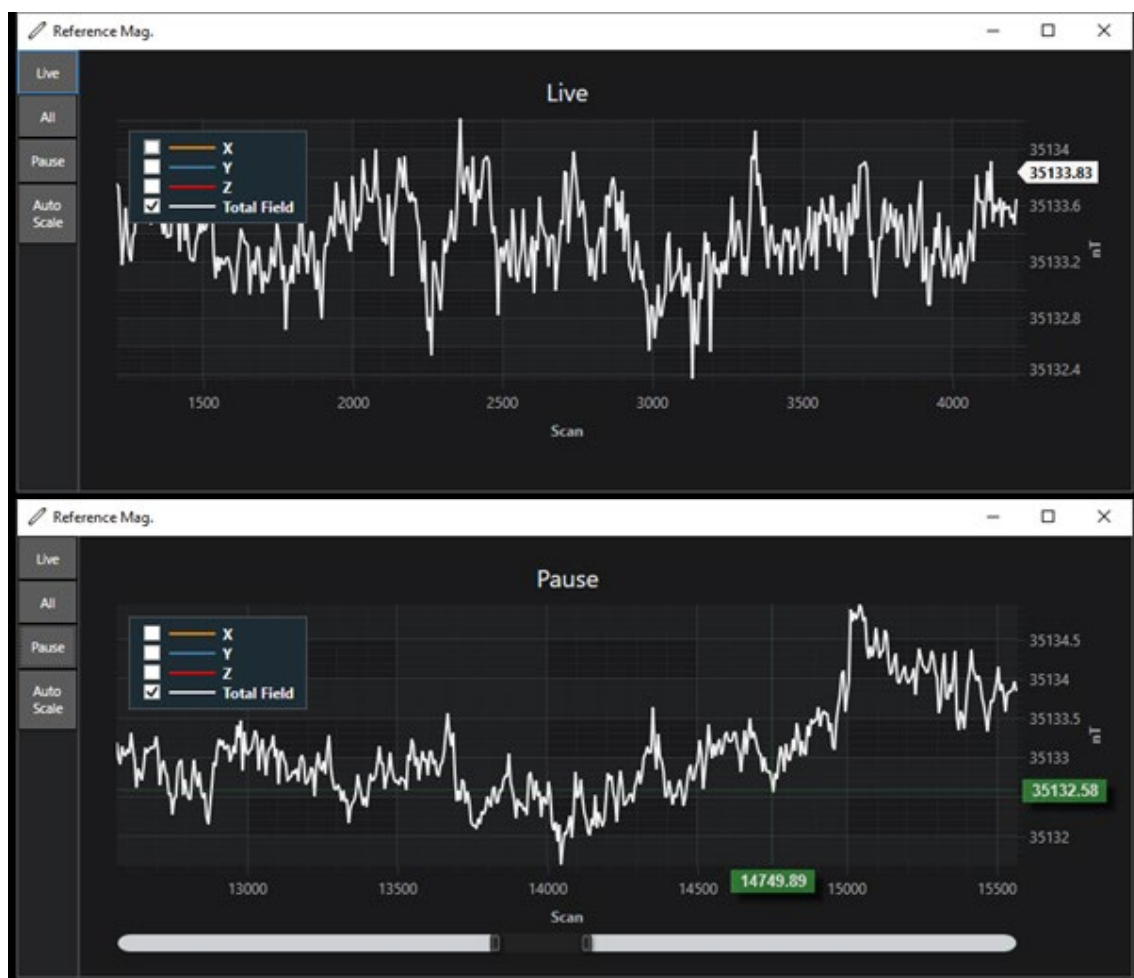 Reference Mag.
Live
All
Pause
Auto
Scale
Live
X
Y
Z
Total Field
35134
35133.83
35133.6
35133.2
35132.8
35132.4
nT
1500 2000 2500 3000 3500 4000
Scan
Reference Mag.
Live
All
Pause
Auto
Scale
Pause
X
Y
Z
Total Field
35134.5
35134
35133.5
35133
35132.58
35132
nT
13000 13500 14000 14500 14749.89 15000 15500
Scan